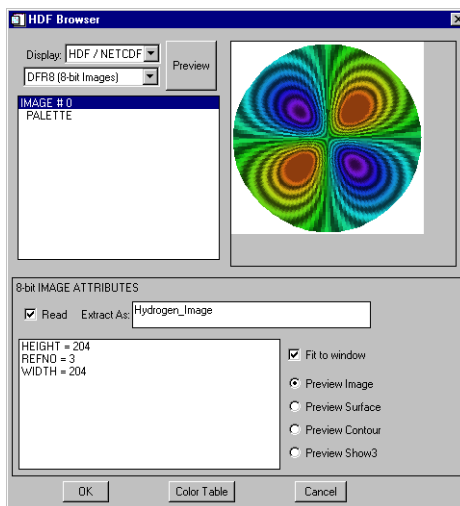 HDF Browser
Display: HDF / NETCDF
Preview
DFR8 (8-bit Images)
IMAGE # 0
PALETTE
8-bit IMAGE ATTRIBUTES
Read Extract As: Hydrogen_Image
HEIGHT = 204
REFNO = 3
WIDTH = 204
Fit to window
Preview Image
Preview Surface
Preview Contour
Preview Show3
OK Color Table Cancel